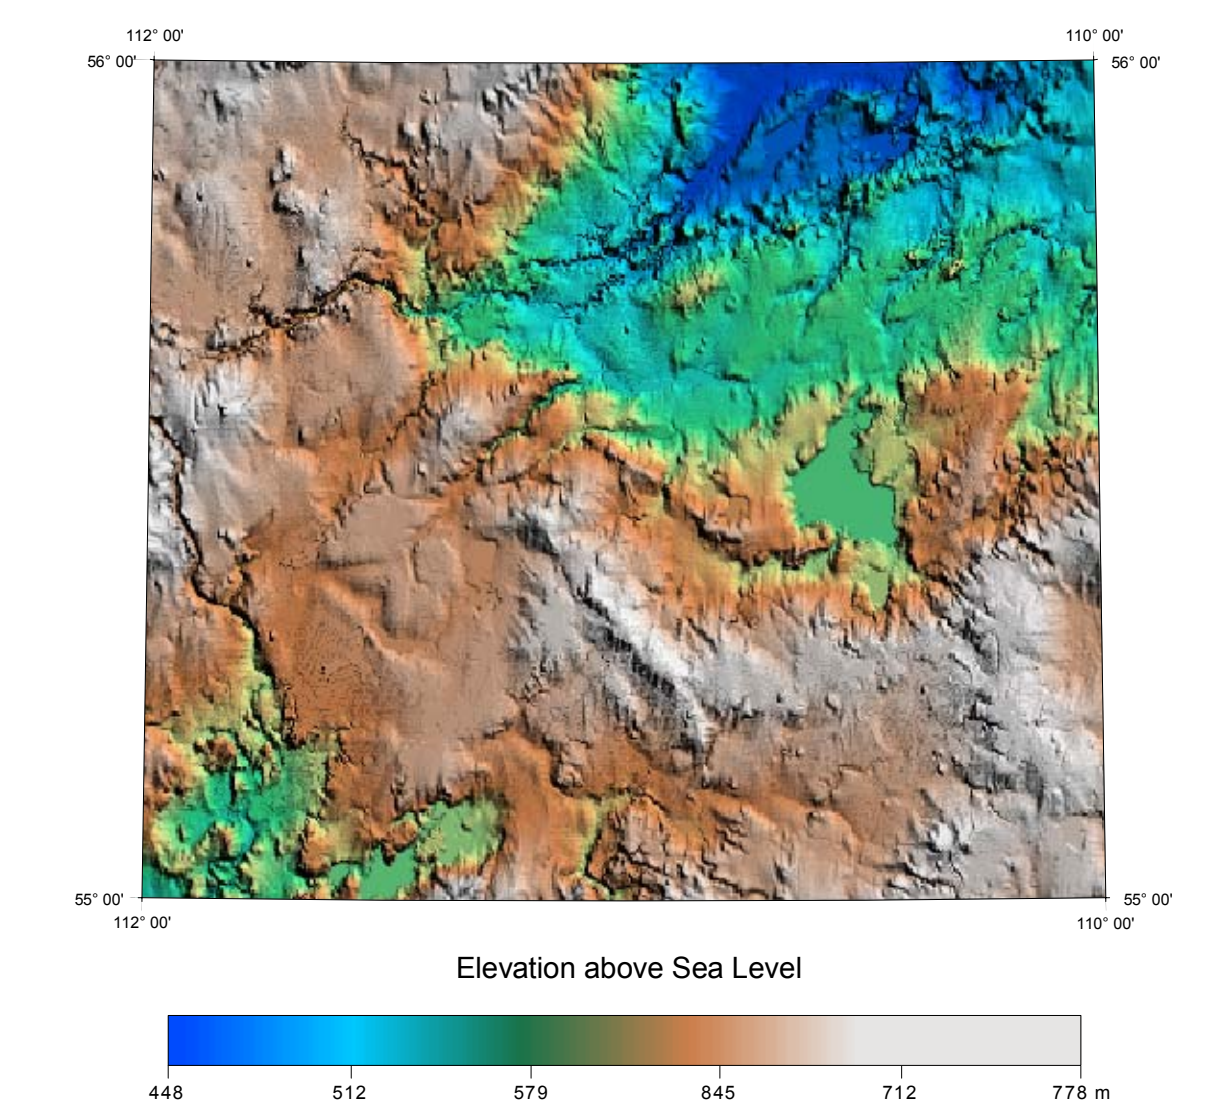 112° 00' 110° 00'
56° 00' 56° 00'
55° 00' 55° 00'
112° 00' 110° 00'
Elevation above Sea Level
448 512 579 845 712 778 m